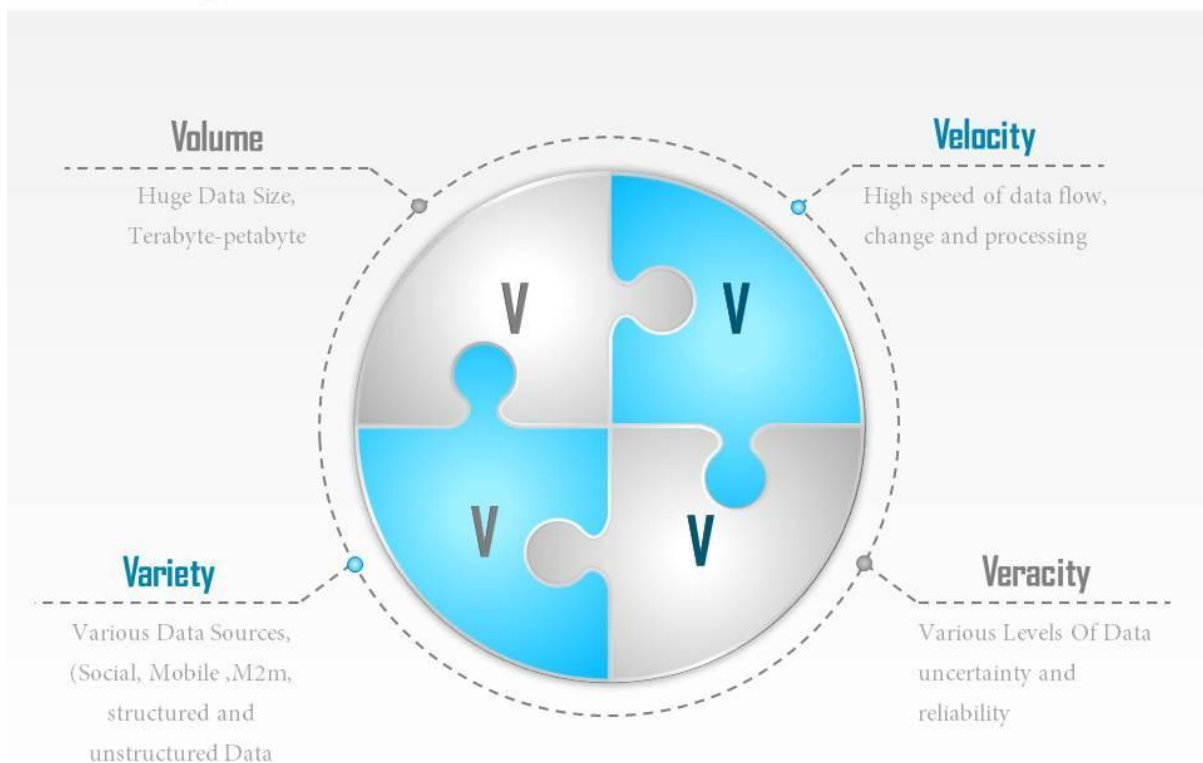 Volume
Huge Data Size,
Terabyte-petabyte
Velocity
High speed of data flow,
change and processing
V
V
V
V
Variety
Various Data Sources,
(Social, Mobile ,M2m,
structured and
unstructured Data
Veracity
Various Levels Of Data
uncertainty and
reliability